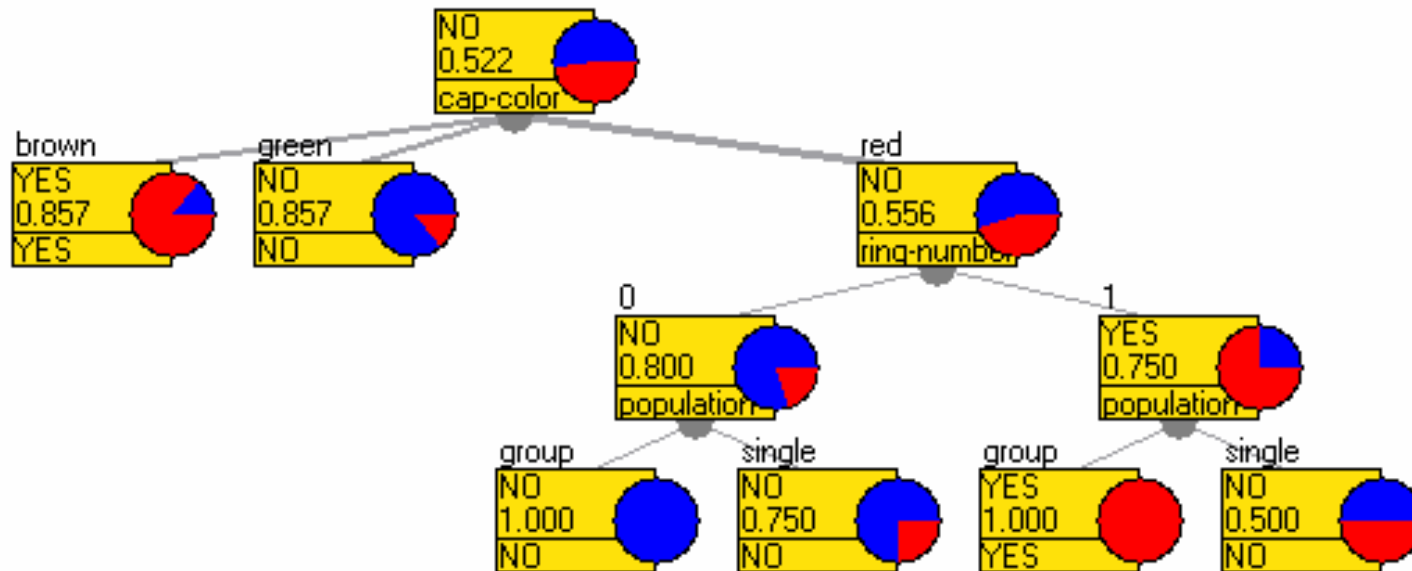 NO
0.522
cap-color
brown
YES
0.857
YES
green
NO
0.857
NO
red
NO
0.556
ring-number
0
NO
0.800
population
1
YES
0.750
population
group
NO
1.000
NO
single
NO
0.750
NO
group
YES
1.000
YES
single
NO
0.500
NO